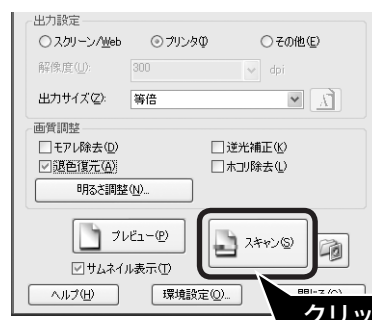 出力設定
スクリーン/Web プリンタ(I) その他(E)
解像度(U): 300 dpi
出力サイズ(Z): 等倍
画質調整
モアレ除去(D) 逆光補正(K)
退色復元(A) ホコリ除去(L)
明るさ調整(N)...
プレビュー(P) スキャン(S)
サムネイル表示(T)
ヘルプ(H) 環境設定(O)...
クリッ